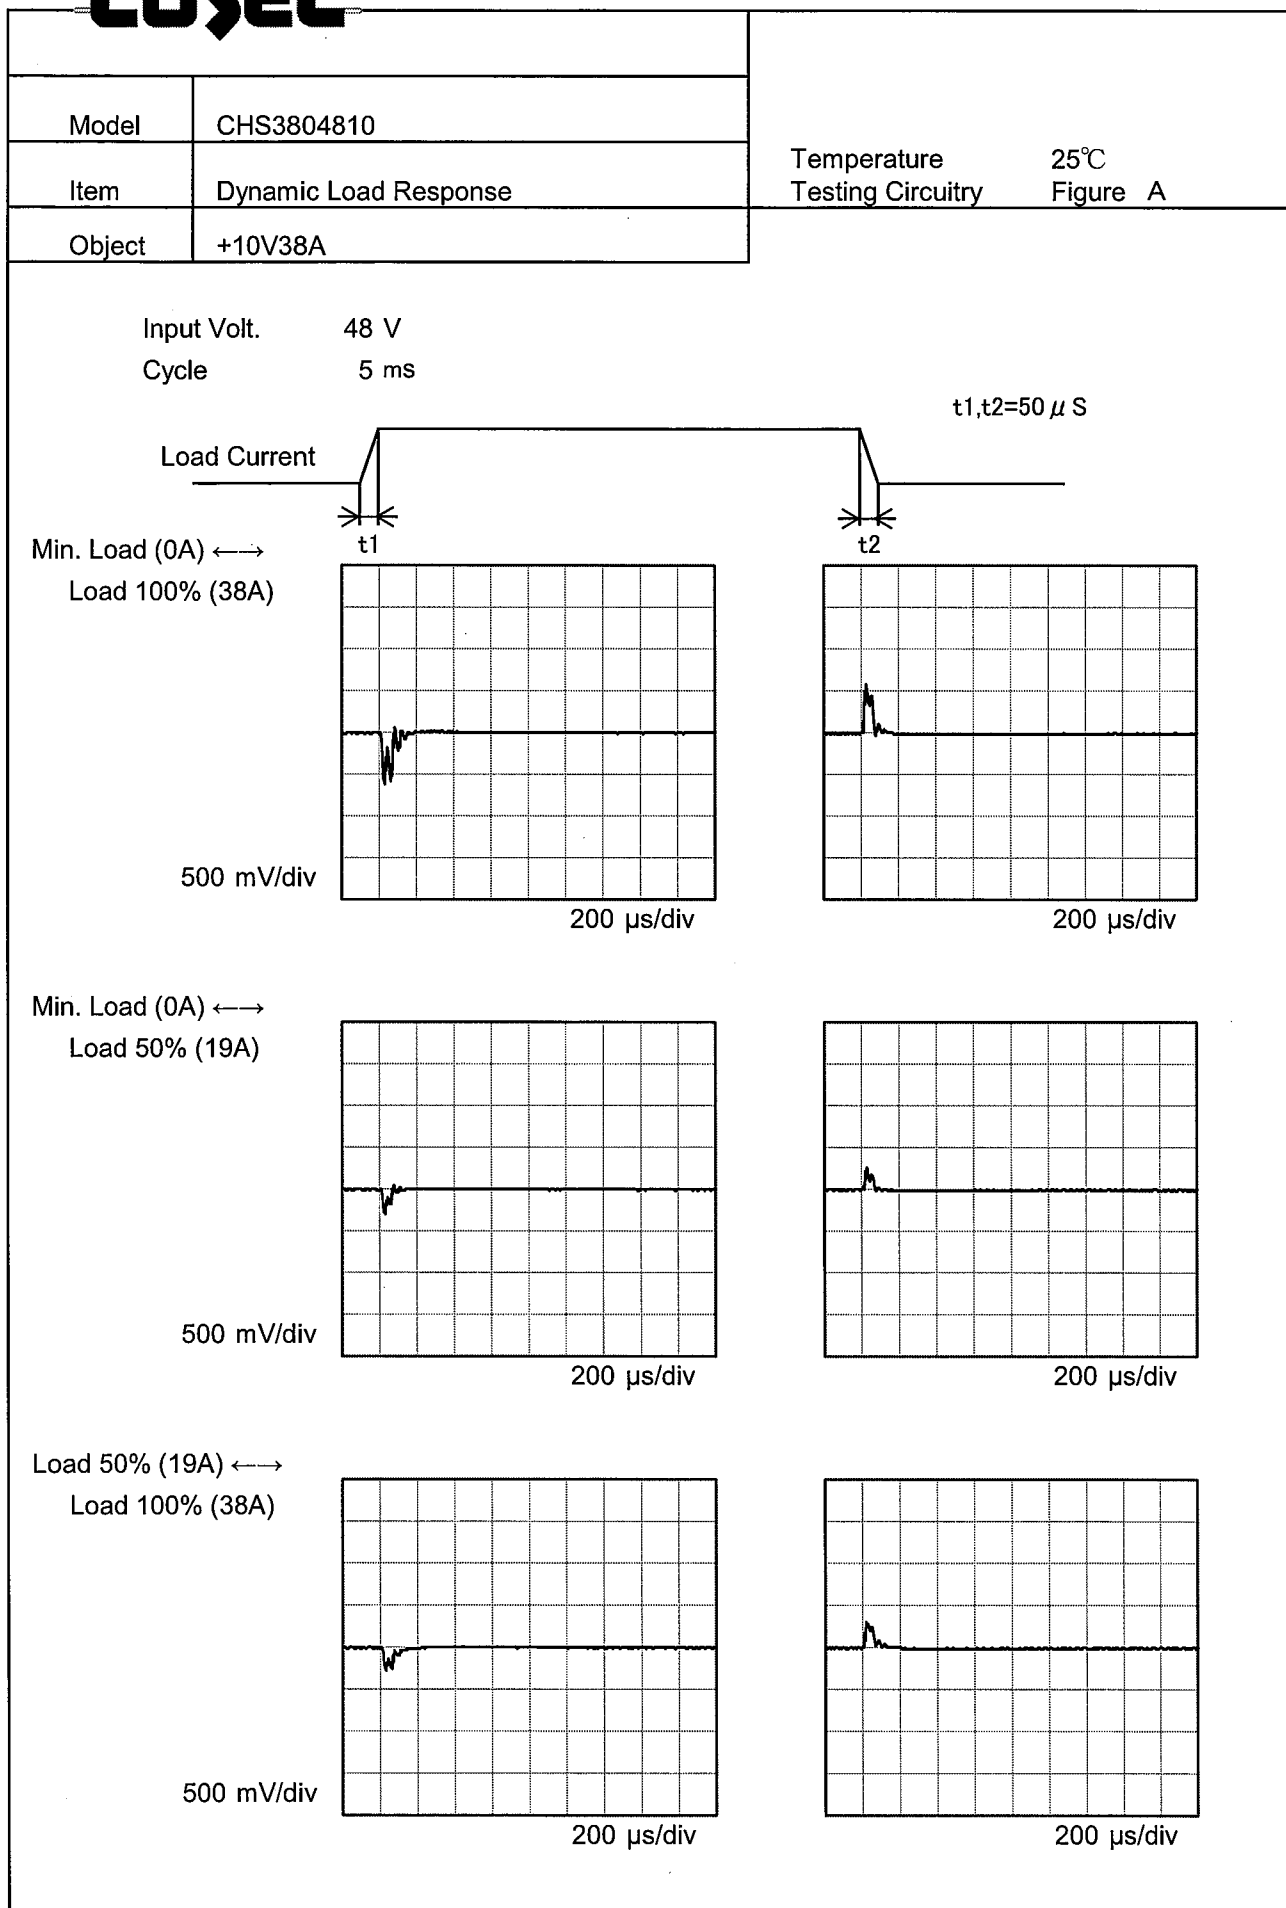 COSEL
Model CHS3804810
Item Dynamic Load Response
Object +10V38A
Temperature 25℃
Testing Circuitry Figure A
Input Volt. 48 V
Cycle 5 ms
t1,t2=50 μ S
Load Current
t1 t2
Min. Load (0A) ←→
Load 100% (38A)
500 mV/div
200 μs/div 200 μs/div
Min. Load (0A) ←→
Load 50% (19A)
500 mV/div
200 μs/div 200 μs/div
Load 50% (19A) ←→
Load 100% (38A)
500 mV/div
200 μs/div 200 μs/div